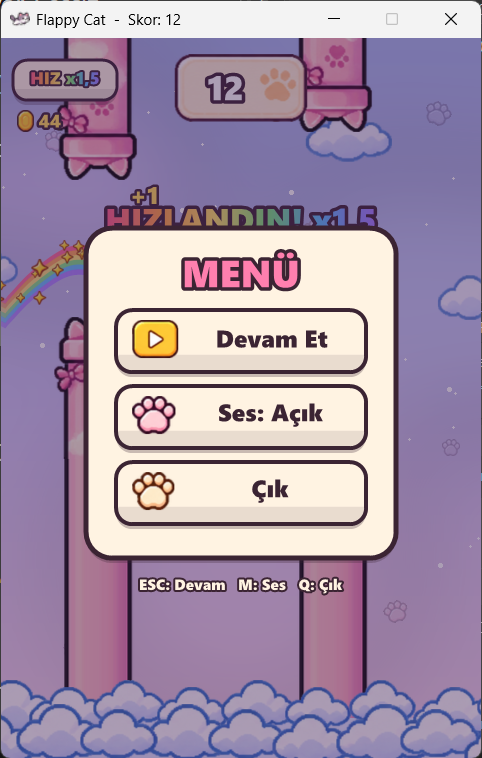 Flappy Cat - Skor: 12
HIZ x1,5
12
44
+1
HIZLANDIN! x1,5
MENÜ
Devam Et
Ses: Açık
Çık
ESC: Devam M: Ses Q: Çık